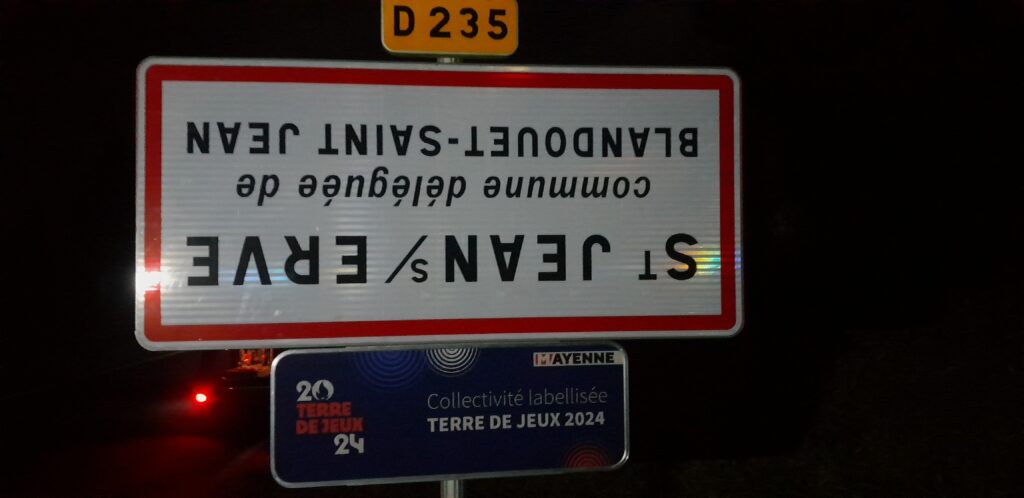 D 235
ST JEAN S/ ERVE
commune déléguée de
BLANDOUET-SAINT JEAN
MAYENNE
20
TERRE
DE JEUX
24
Collectivité labellisée
TERRE DE JEUX 2024